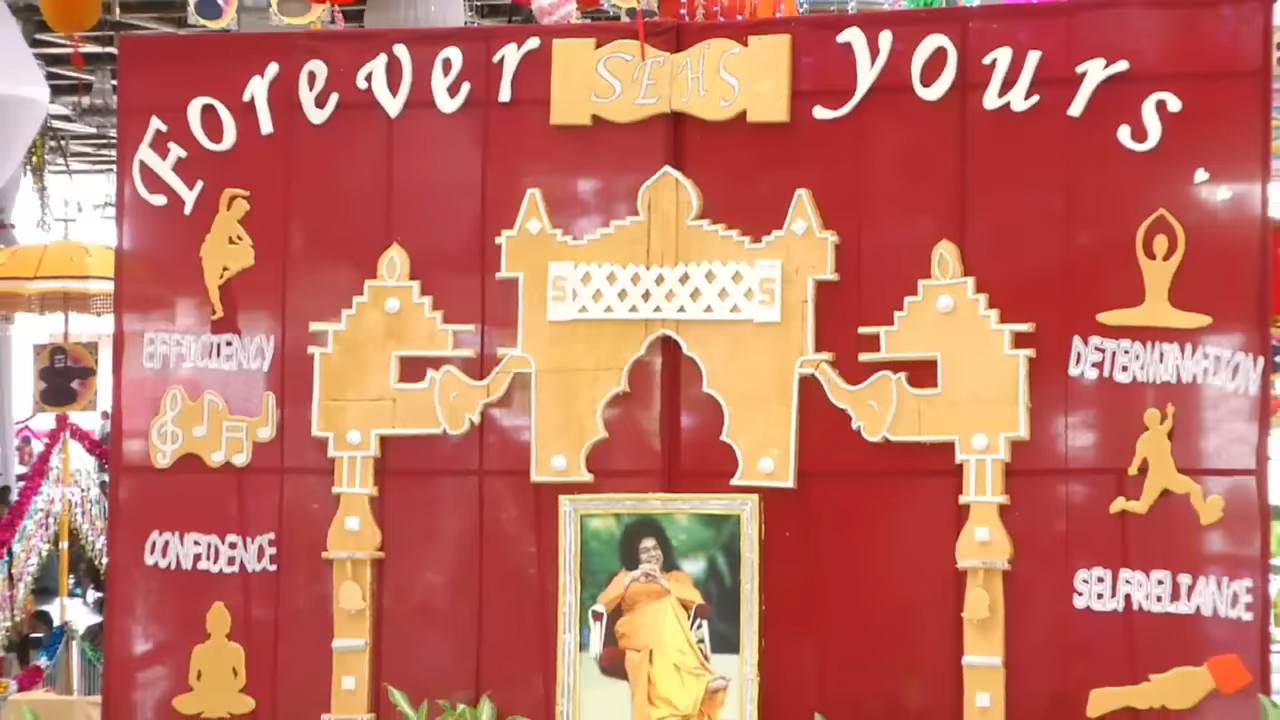 Forever SEHS yours
S S
EFFICIENCY
DETERMINATION
CONFIDENCE
SELFRELIANCE